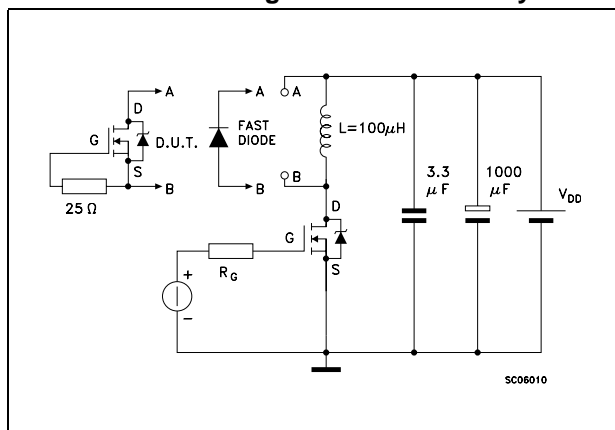 A
D
G
D.U.T.
S
B
25 Ω
A
FAST
DIODE
B
A
L=100μH
B
D
G
S
RG
+
−
3.3
μF
1000
μF
VDD
SC06010